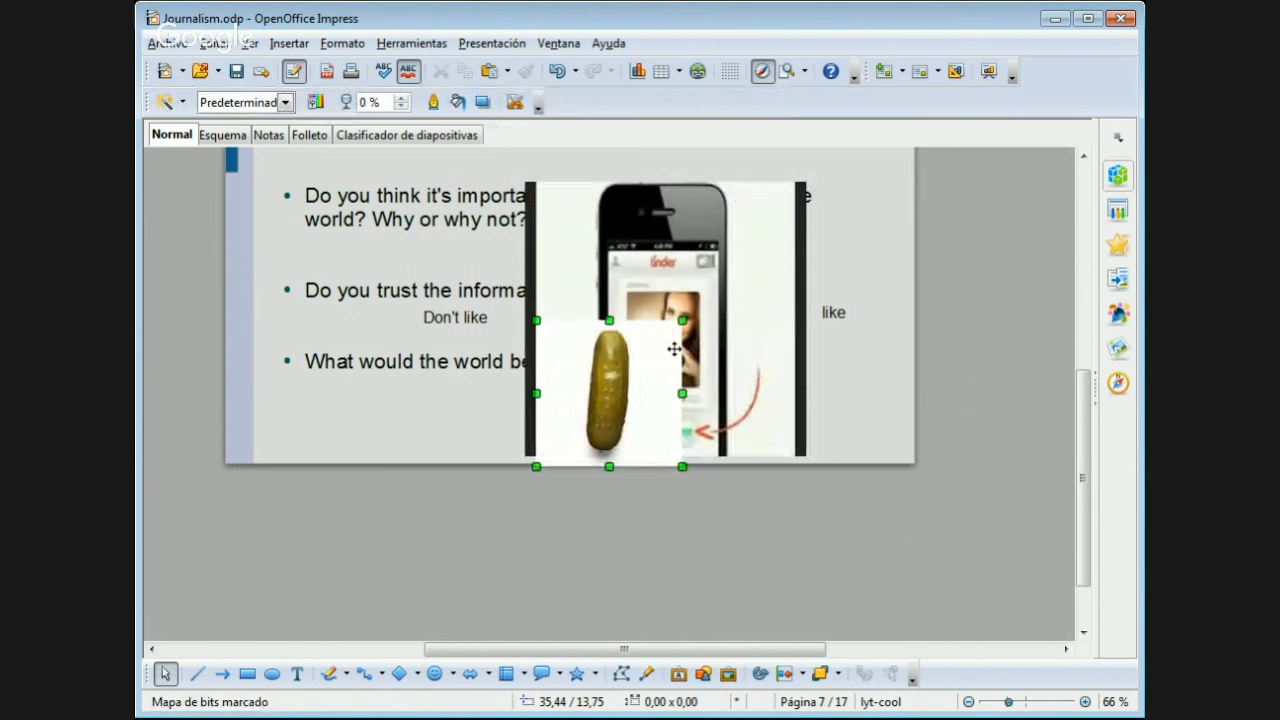 Journalism.odp - OpenOffice Impress
Google
Archivo Editar Ver Insertar Formato Herramientas Presentación Ventana Ayuda
ABC ABC
Predeterminad 0 %
Normal Esquema Notas Folleto Clasificador de diapositivas
Do you think it's importa e
world? Why or why not?
tinder
Do you trust the informa
Don't like like
What would the world be
T
Mapa de bits marcado 35,44 / 13,75 0,00 x 0,00 * Página 7 / 17 lyt-cool 66 %